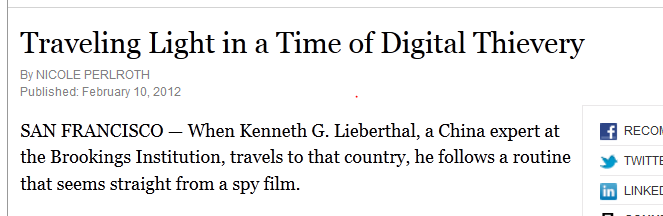 Traveling Light in a Time of Digital Thievery
By NICOLE PERLROTH
Published: February 10, 2012
SAN FRANCISCO — When Kenneth G. Lieberthal, a China expert at
the Brookings Institution, travels to that country, he follows a routine
that seems straight from a spy film.
RECOM
TWITTE
LINKED